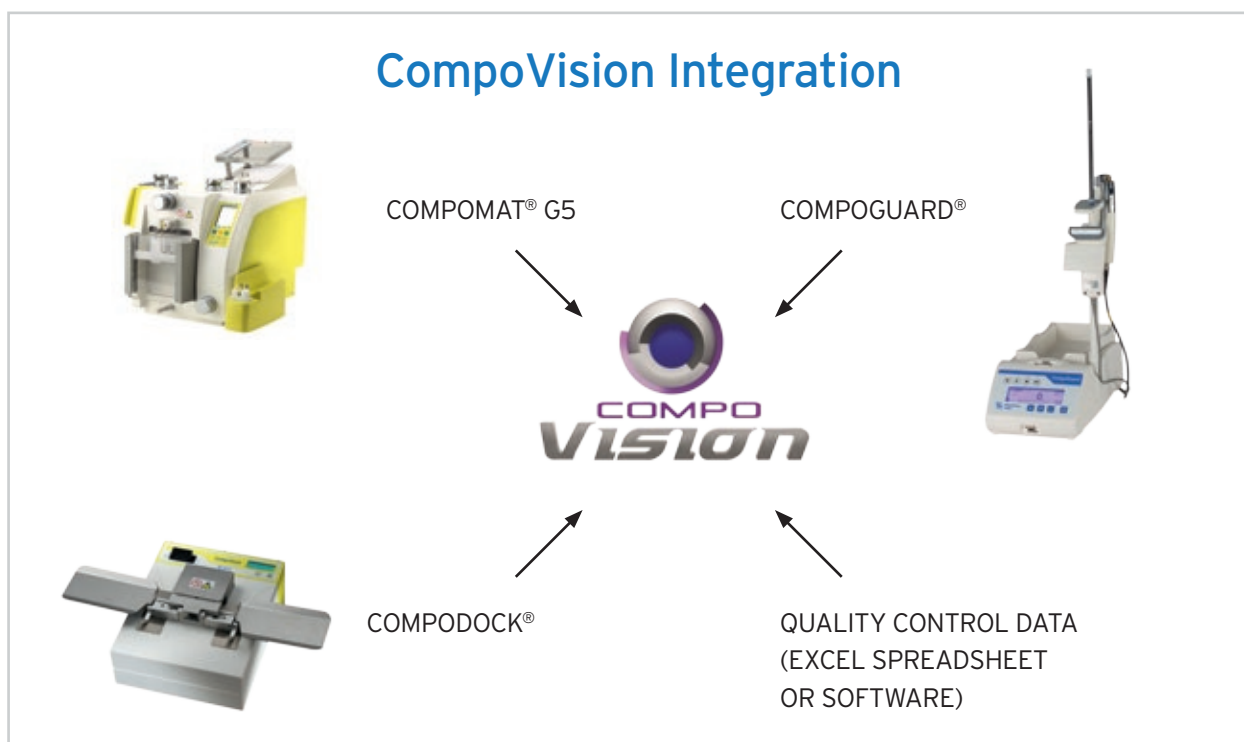 CompoVision Integration
COMPOMAT® G5
COMPOGUARD®
COMPO
Vision
COMPODOCK®
QUALITY CONTROL DATA
(EXCEL SPREADSHEET
OR SOFTWARE)